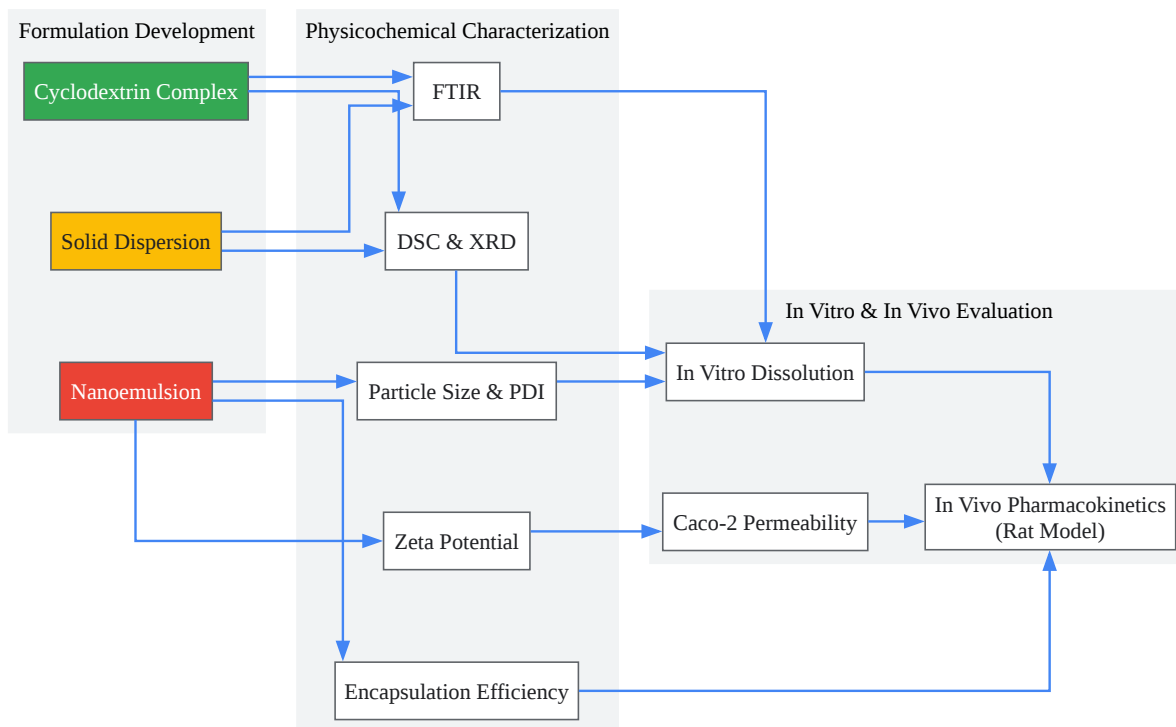 Formulation Development
Cyclodextrin Complex
Solid Dispersion
Nanoemulsion
Physicochemical Characterization
FTIR
DSC & XRD
Particle Size & PDI
Zeta Potential
Encapsulation Efficiency
In Vitro & In Vivo Evaluation
In Vitro Dissolution
Caco-2 Permeability
In Vivo Pharmacokinetics
(Rat Model)